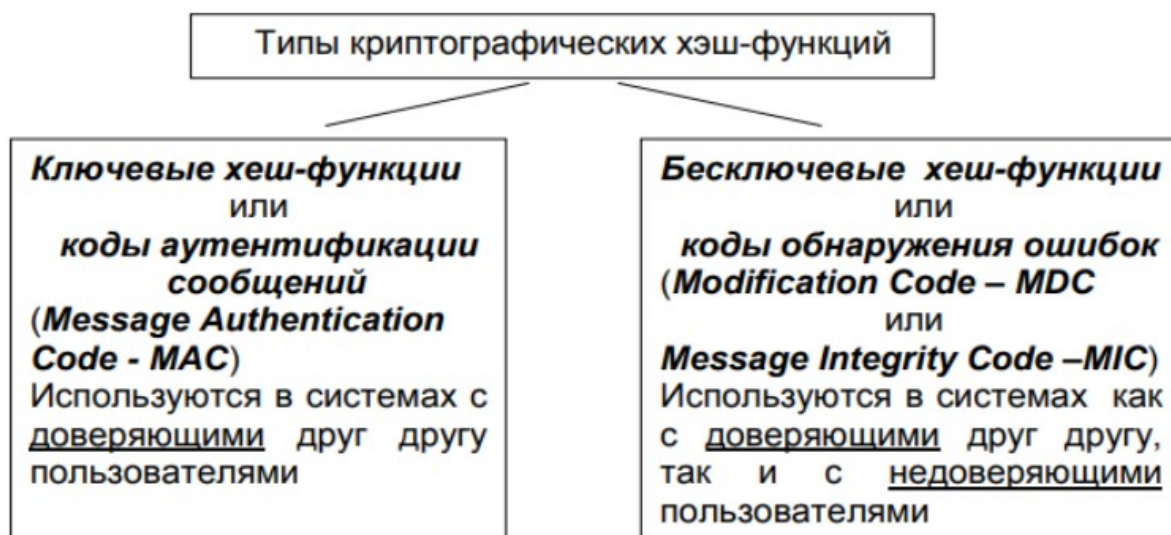 Типы криптографических хэш-функций
Ключевые хеш-функции
или
коды аутентификации
сообщений
(Message Authentication
Code - MAC)
Используются в системах с
доверяющими друг другу
пользователями
Бесключевые хеш-функции
или
коды обнаружения ошибок
(Modification Code – MDC
или
Message Integrity Code –MIC)
Используются в системах как
с доверяющими друг другу,
так и с недоверяющими
пользователями